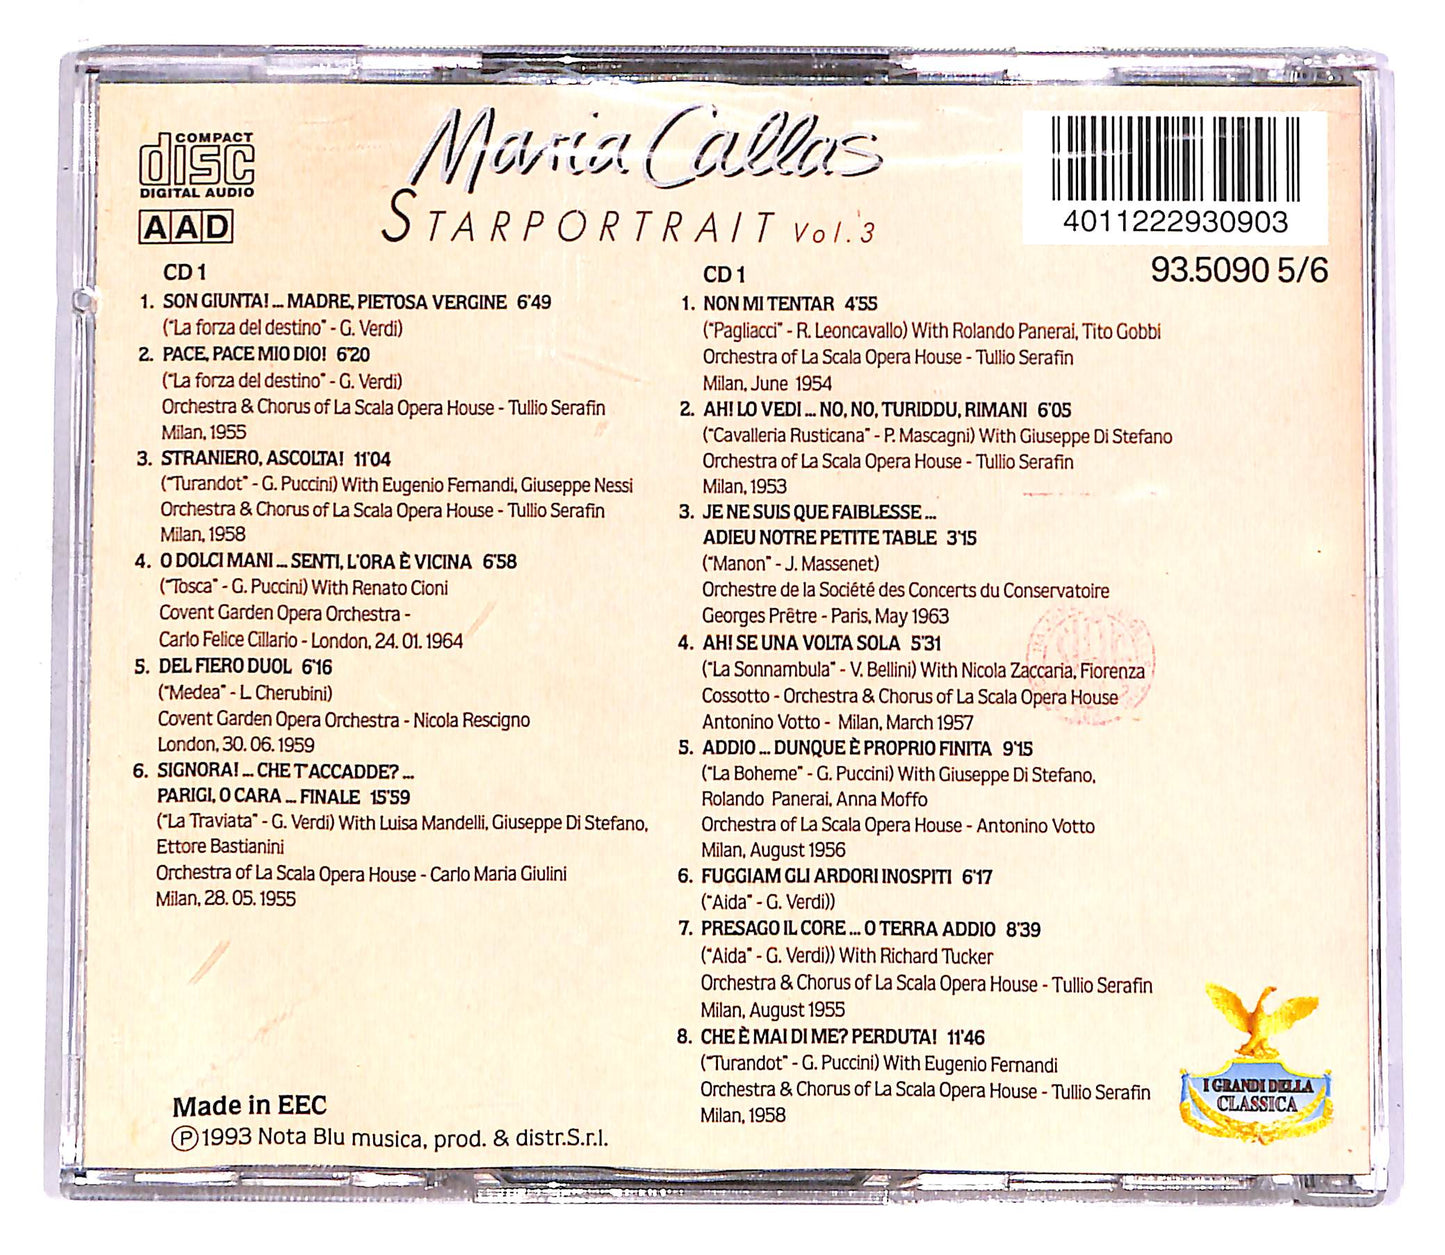 COMPACT
disc
DIGITAL AUDIO
AAD
Maria Callas
STARPORTRAIT Vol.3
4011222930903
93.5090 5/6
CD 1
1. SON GIUNTA! ... MADRE, PIETOSA VERGINE 6'49
("La forza del destino" - G. Verdi)
2. PACE, PACE MIO DIO! 6'20
("La forza del destino" - G. Verdi)
Orchestra & Chorus of La Scala Opera House - Tullio Serafin
Milan, 1955
3. STRANIERO, ASCOLTA! 11'04
("Turandot" - G. Puccini) With Eugenio Fernandi, Giuseppe Nessi
Orchestra & Chorus of La Scala Opera House - Tullio Serafin
Milan, 1958
4. O DOLCI MANI ... SENTI, L'ORA È VICINA 6'58
("Tosca" - G. Puccini) With Renato Cioni
Covent Garden Opera Orchestra -
Carlo Felice Cillario - London, 24. 01. 1964
5. DEL FIERO DUOL 6'16
("Medea" - L. Cherubini)
Covent Garden Opera Orchestra - Nicola Rescigno
London, 30. 06. 1959
6. SIGNORA! ... CHE T'ACCADDE? ...
PARIGI, O CARA ... FINALE 15'59
("La Traviata" - G. Verdi) With Luisa Mandelli, Giuseppe Di Stefano,
Ettore Bastianini
Orchestra of La Scala Opera House - Carlo Maria Giulini
Milan, 28. 05. 1955
CD 1
1. NON MI TENTAR 4'55
("Pagliacci" - R. Leoncavallo) With Rolando Panerai, Tito Gobbi
Orchestra of La Scala Opera House - Tullio Serafin
Milan, June 1954
2. AH! LO VEDI ... NO, NO, TURIDDU, RIMANI 6'05
("Cavalleria Rusticana" - P. Mascagni) With Giuseppe Di Stefano
Orchestra of La Scala Opera House - Tullio Serafin
Milan, 1953
3. JE NE SUIS QUE FAIBLESSE ...
ADIEU NOTRE PETITE TABLE 3'15
("Manon" - J. Massenet)
Orchestre de la Société des Concerts du Conservatoire
Georges Prêtre - Paris, May 1963
4. AH! SE UNA VOLTA SOLA 5'31
("La Sonnambula" - V. Bellini) With Nicola Zaccaria, Fiorenza
Cossotto - Orchestra & Chorus of La Scala Opera House
Antonino Votto - Milan, March 1957
5. ADDIO ... DUNQUE È PROPRIO FINITA 9'15
("La Boheme" - G. Puccini) With Giuseppe Di Stefano,
Rolando Panerai, Anna Moffo
Orchestra of La Scala Opera House - Antonino Votto
Milan, August 1956
6. FUGGIAM GLI ARDORI INOSPITI 6'17
("Aida" - G. Verdi))
7. PRESAGO IL CORE ... O TERRA ADDIO 8'39
("Aida" - G. Verdi)) With Richard Tucker
Orchestra & Chorus of La Scala Opera House - Tullio Serafin
Milan, August 1955
8. CHE È MAI DI ME? PERDUTA! 11'46
("Turandot" - G. Puccini) With Eugenio Fernandi
Orchestra & Chorus of La Scala Opera House - Tullio Serafin
Milan, 1958
Made in EEC
Ⓟ 1993 Nota Blu musica, prod. & distr.S.r.l.
I GRANDI DELLA
CLASSICA